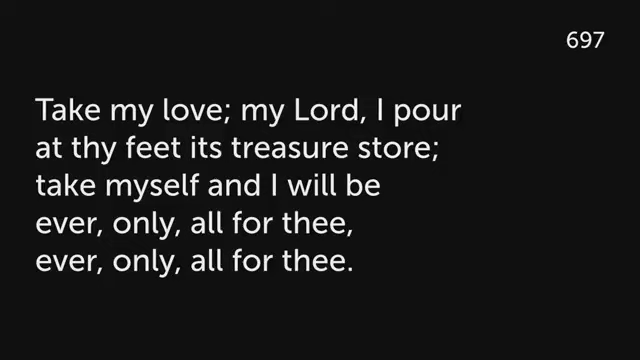 697
Take my love; my Lord, I pour
at thy feet its treasure store;
take myself and I will be
ever, only, all for thee,
ever, only, all for thee.